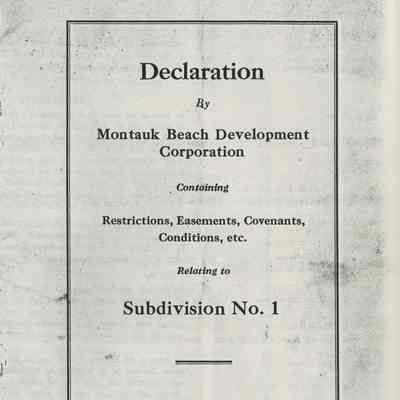 Declaration
By
Montauk Beach Development
Corporation
Containing
Restrictions, Easements, Covenants,
Conditions, etc.
Relating to
Subdivision No. 1